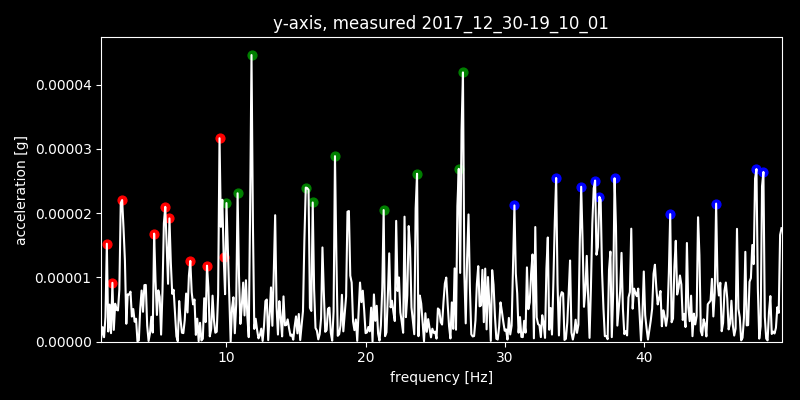 y-axis, measured 2017_12_30-19_10_01
acceleration [g]
0.00004
0.00003
0.00002
0.00001
0.00000
10 20 30 40
frequency [Hz]